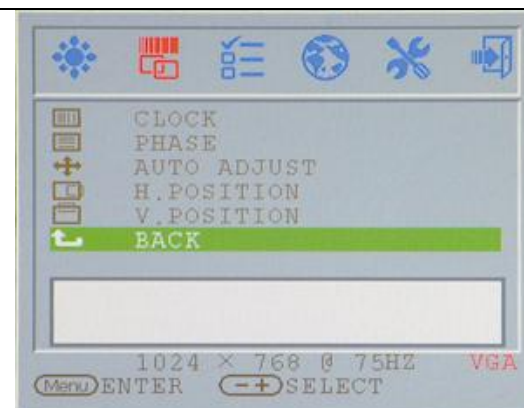 CLOCK
PHASE
AUTO ADJUST
H.POSITION
V.POSITION
BACK
1024 × 768 @ 75HZ VGA
Menu ENTER - + SELECT